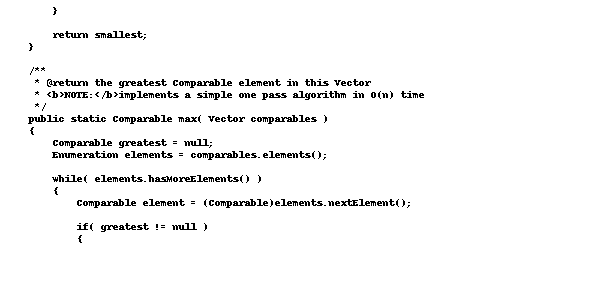 }
return smallest;
}
/**
* @return the greatest Comparable element in this Vector
* <b>NOTE:</b>implements a simple one pass algorithm in O(n) time
*/
public static Comparable max( Vector comparables )
{
Comparable greatest = null;
Enumeration elements = comparables.elements();
while( elements.hasMoreElements() )
{
Comparable element = (Comparable)elements.nextElement();
if( greatest != null )
{